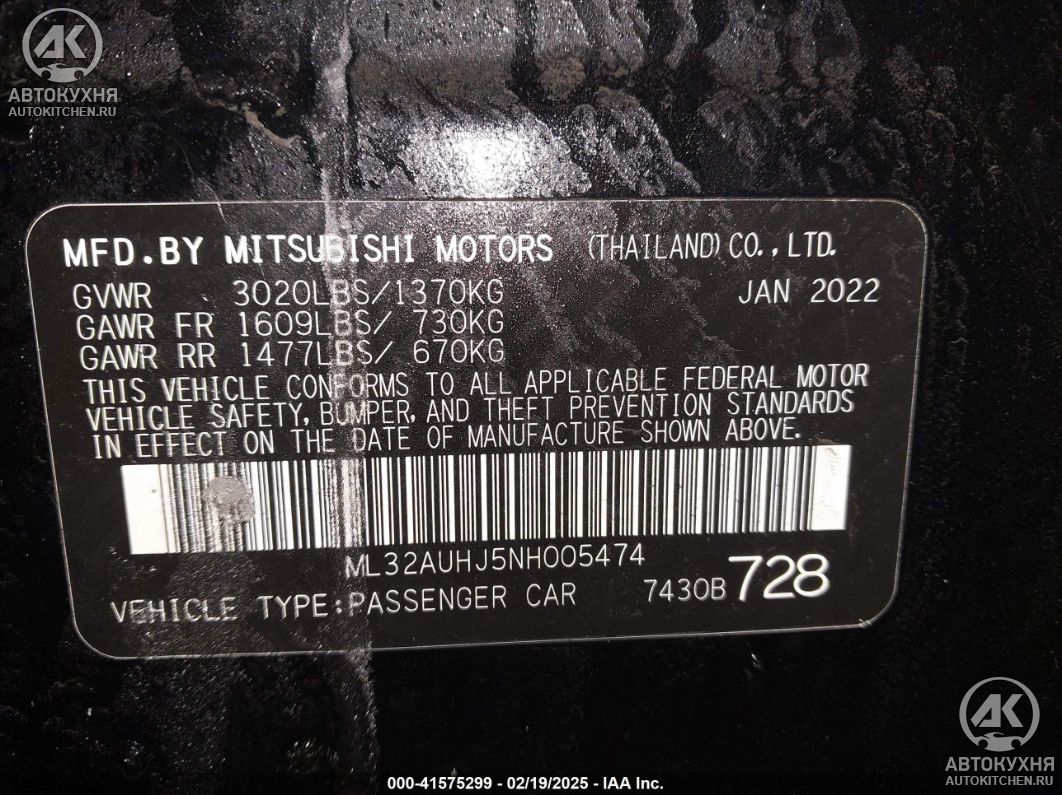 AK
АВТОКУХНЯ
AUTOKITCHEN.RU
MFD.BY MITSUBISHI MOTORS (THAILAND) CO.,LTD.
GVWR 3020LBS/1370KG JAN 2022
GAWR FR 1609LBS/ 730KG
GAWR RR 1477LBS/ 670KG
THIS VEHICLE CONFORMS TO ALL APPLICABLE FEDERAL MOTOR
VEHICLE SAFETY, BUMPER, AND THEFT PREVENTION STANDARDS
IN EFFECT ON THE DATE OF MANUFACTURE SHOWN ABOVE.
ML32AUHJ5NH005474
VEHICLE TYPE:PASSENGER CAR 7430B 728
AK
АВТОКУХНЯ
AUTOKITCHEN.RU
000-41575299 - 02/19/2025 - IAA Inc.